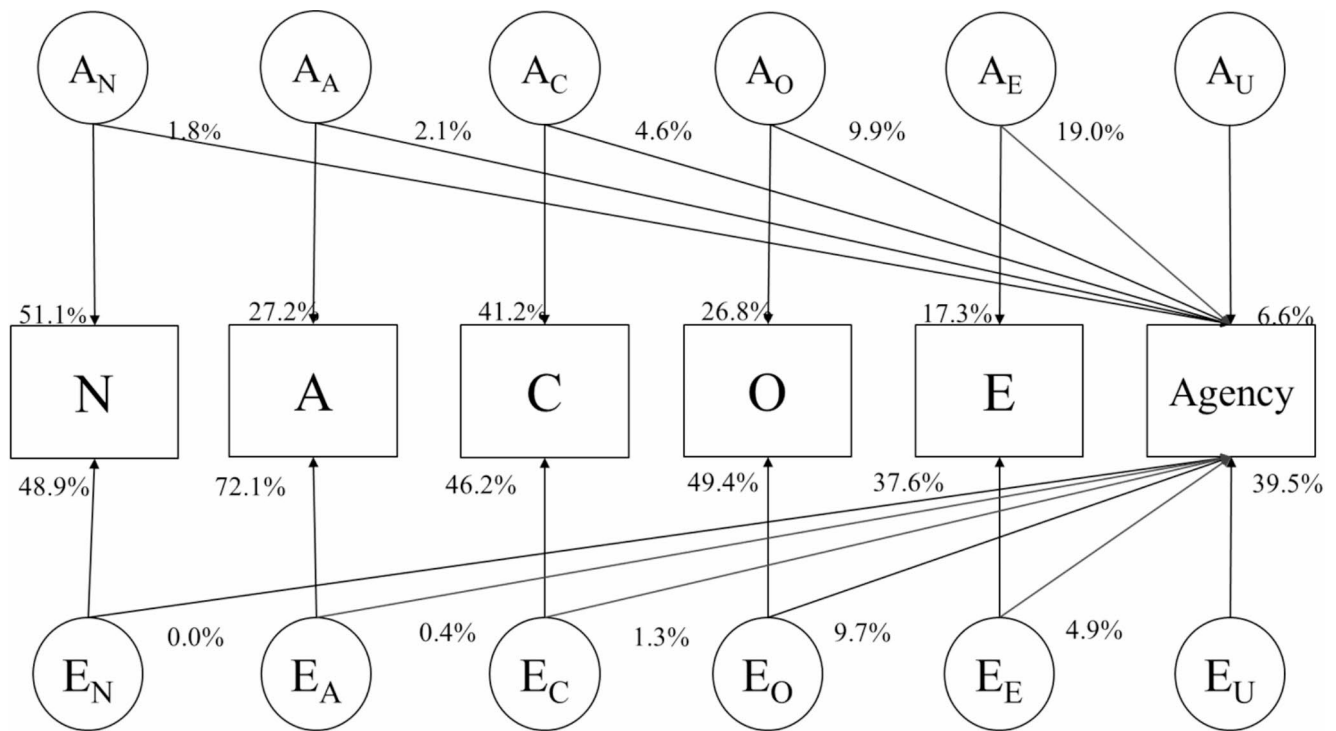 A_N A_A A_C A_O A_E A_U
1.8% 2.1% 4.6% 9.9% 19.0%
51.1% 27.2% 41.2% 26.8% 17.3% 6.6%
N A C O E Agency
48.9% 72.1% 46.2% 49.4% 37.6% 39.5%
0.0% 0.4% 1.3% 9.7% 4.9%
E_N E_A E_C E_O E_E E_U